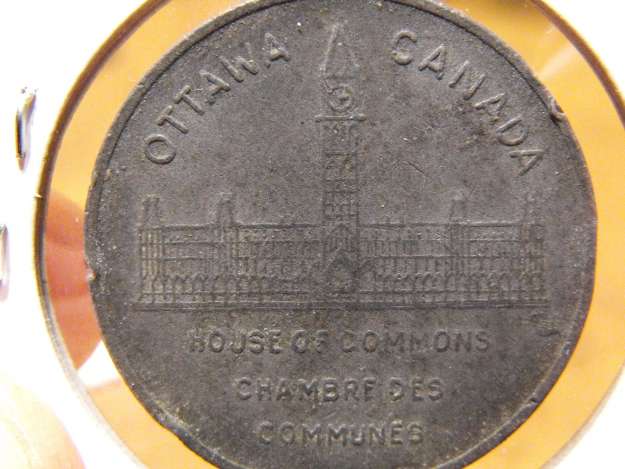 OTTAWA CANADA
HOUSE OF COMMONS
CHAMBRE DES
COMMUNES